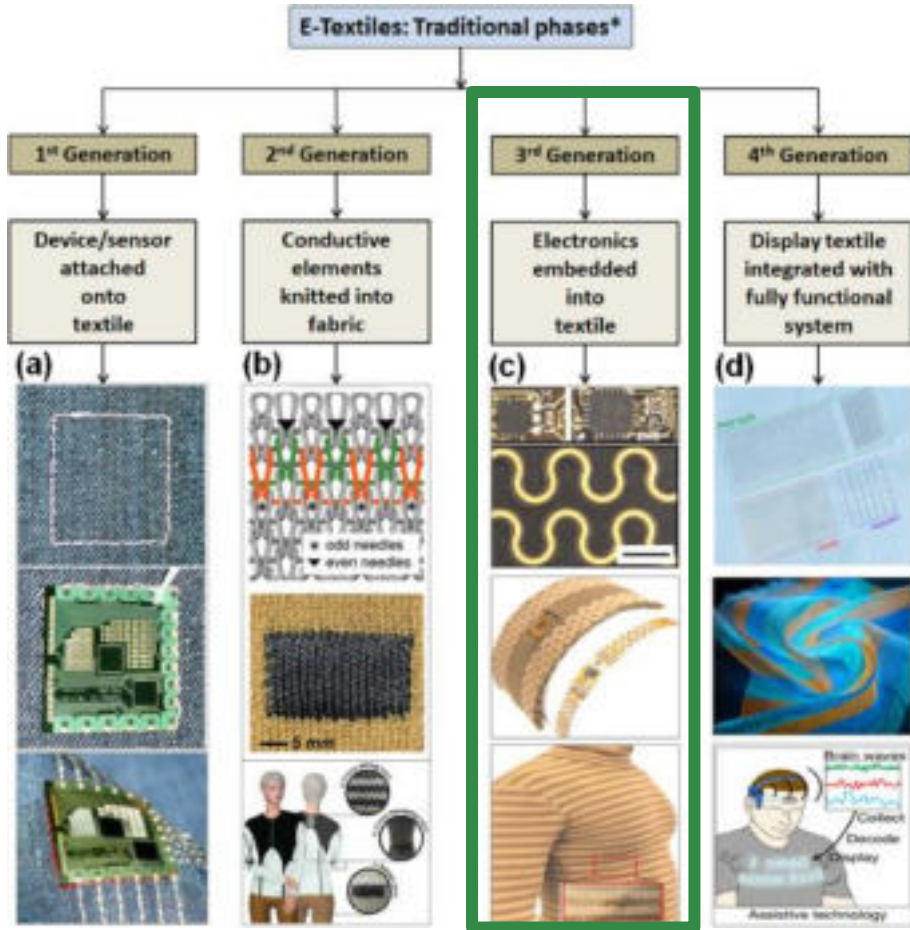 E-Textiles: Traditional phases*
1st Generation
2nd Generation
3rd Generation
4th Generation
Device/sensor
attached
onto
textile
Conductive
elements
knitted into
fabric
Electronics
embedded
into
textile
Display textile
integrated with
fully functional
system
(a)
(b)
(c)
(d)
odd needles
even needles
5 mm
Brain waves
Collect
Decode
Display
Assistive technology